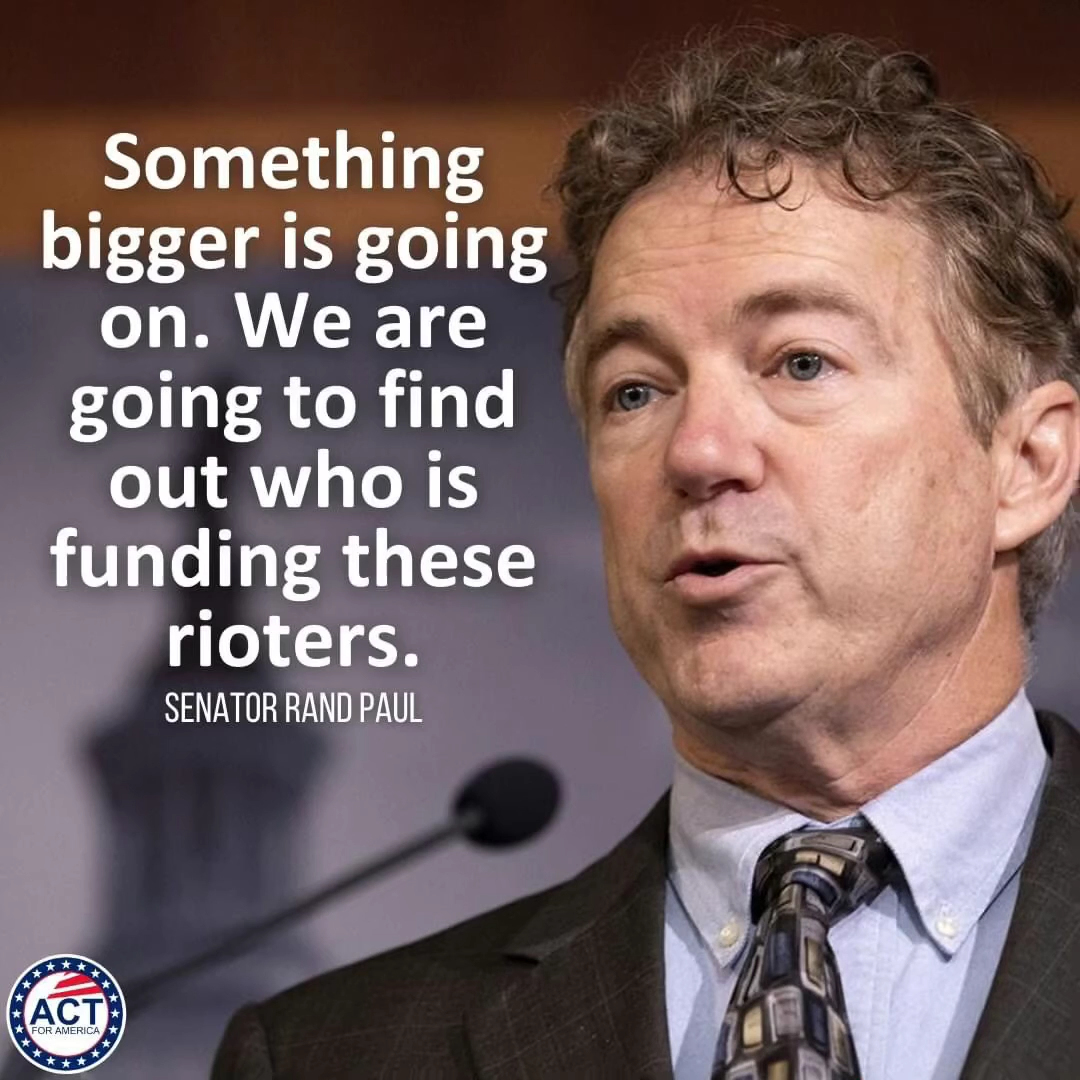 Something
bigger is going
on. We are
going to find
out who is
funding these
rioters.
SENATOR RAND PAUL
ACT
FOR AMERICA